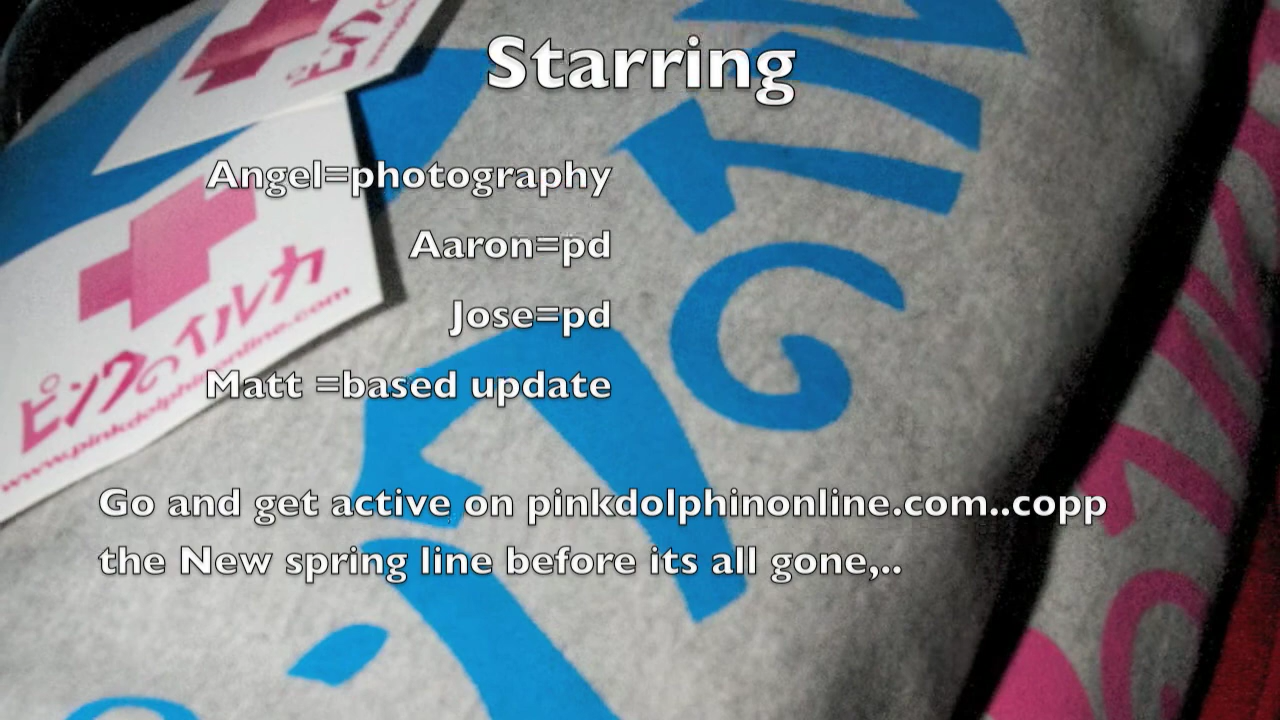 Starring
Angel=photography
Aaron=pd
Jose=pd
Matt =based update
Go and get active on pinkdolphinonline.com..copp
the New spring line before its all gone,..
ピンクのイルカ
www.pinkdolphinonline.com